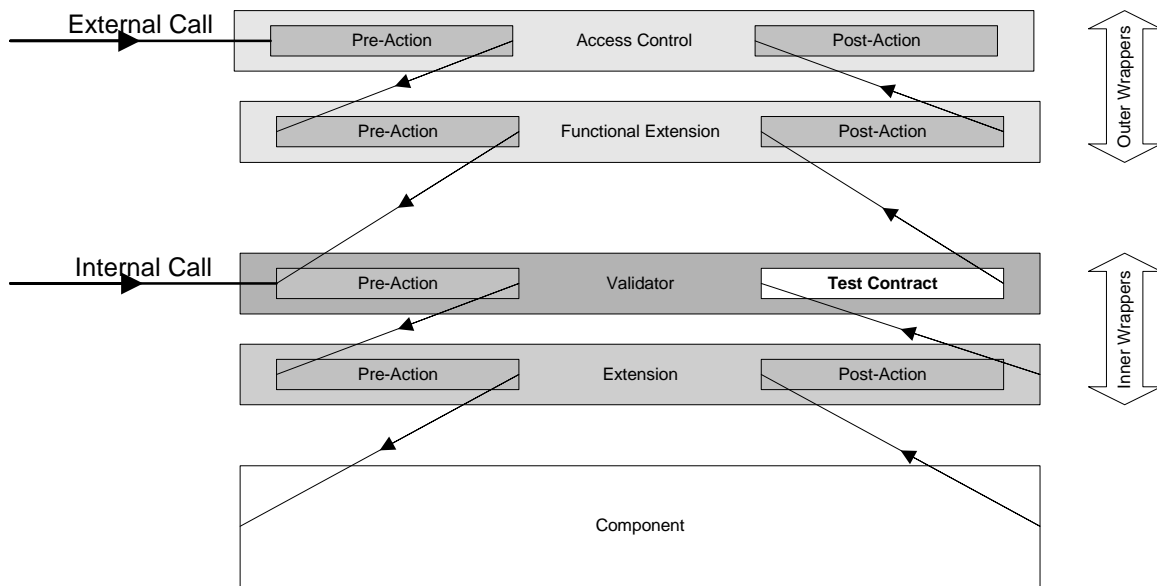 External Call
Pre-Action
Access Control
Post-Action
Outer Wrappers
Pre-Action
Functional Extension
Post-Action
Internal Call
Pre-Action
Validator
Test Contract
Inner Wrappers
Pre-Action
Extension
Post-Action
Component